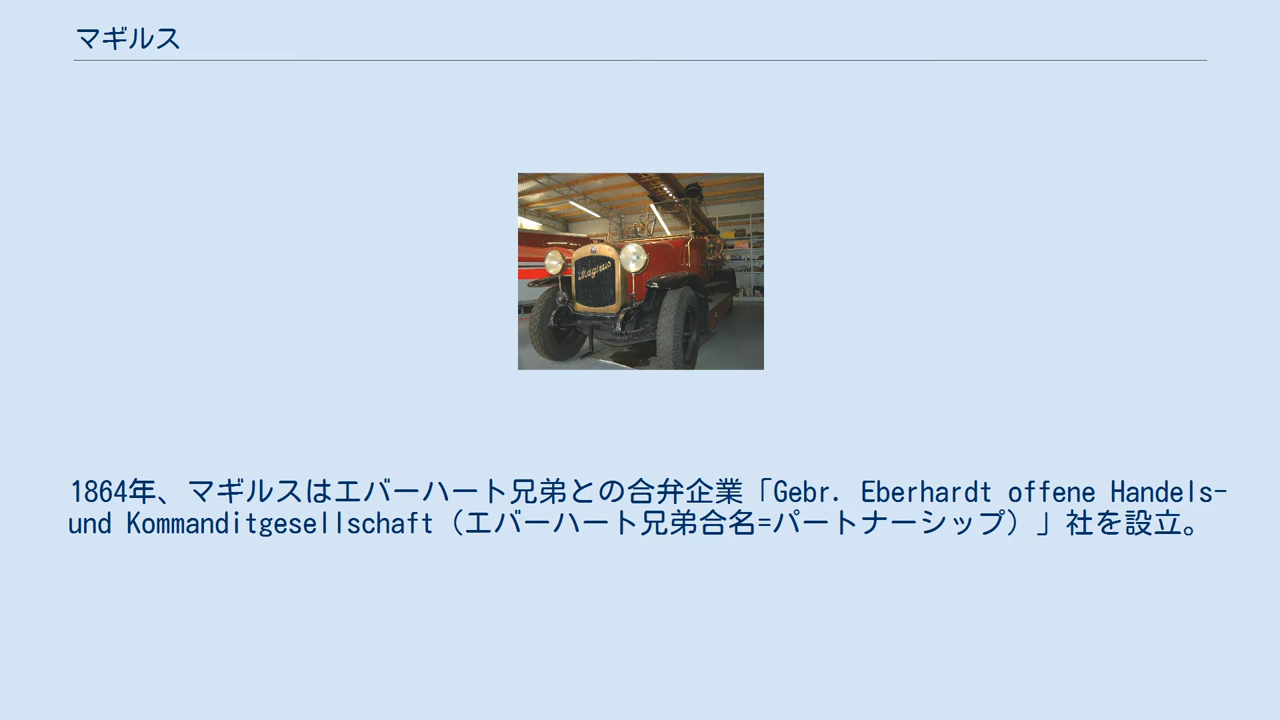 マギルス
Magirus
1864年、マギルスはエバーハート兄弟との合弁企業「Gebr. Eberhardt offene Handels-
und Kommanditgesellschaft（エバーハート兄弟合名=パートナーシップ）」社を設立。